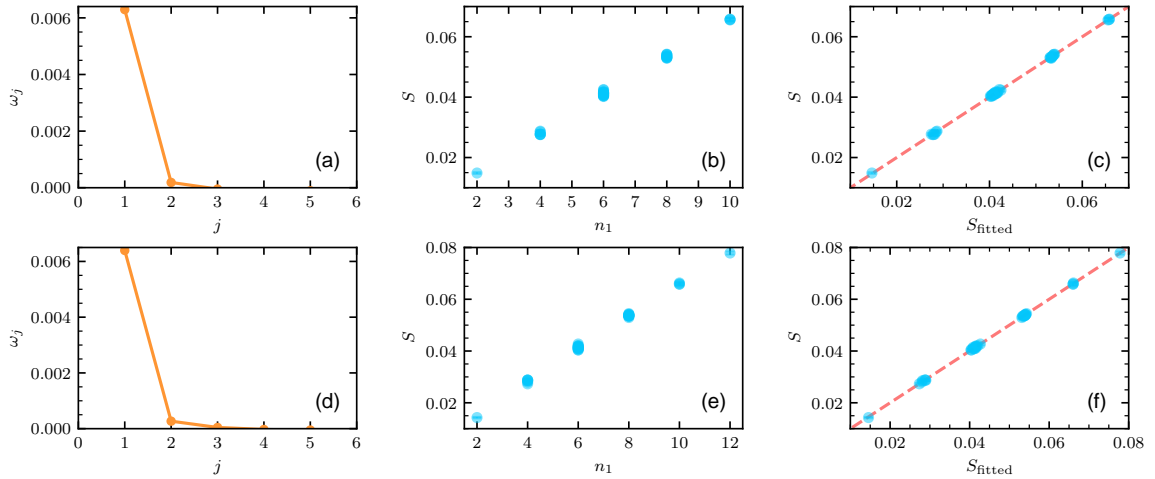 0.006
0.004
0.002
0.000
ω_j
0 1 2 3 4 5 6
j
(a)
0.06
0.04
0.02
S
2 3 4 5 6 7 8 9 10
n_1
(b)
0.06
0.04
0.02
S
0.02 0.04 0.06
S_fitted
(c)
0.006
0.004
0.002
0.000
ω_j
0 1 2 3 4 5 6
j
(d)
0.08
0.06
0.04
0.02
S
2 4 6 8 10 12
n_1
(e)
0.08
0.06
0.04
0.02
S
0.02 0.04 0.06 0.08
S_fitted
(f)